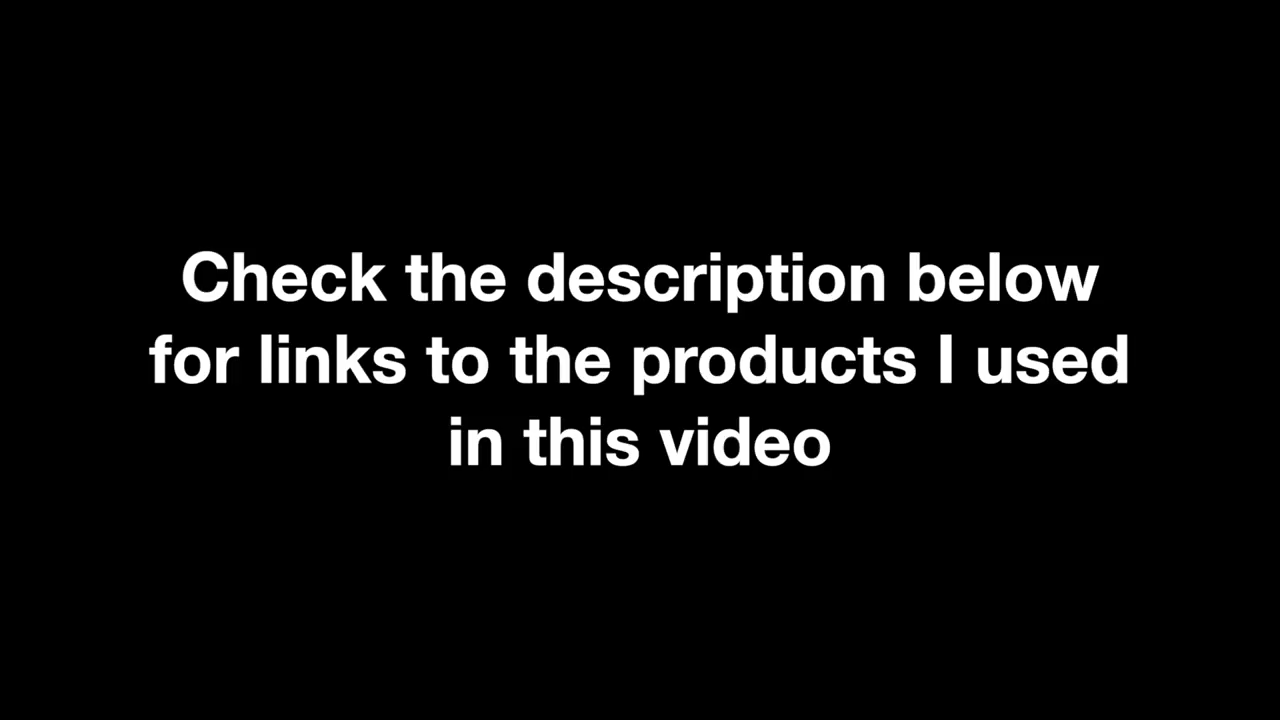 Check the description below
for links to the products I used
in this video